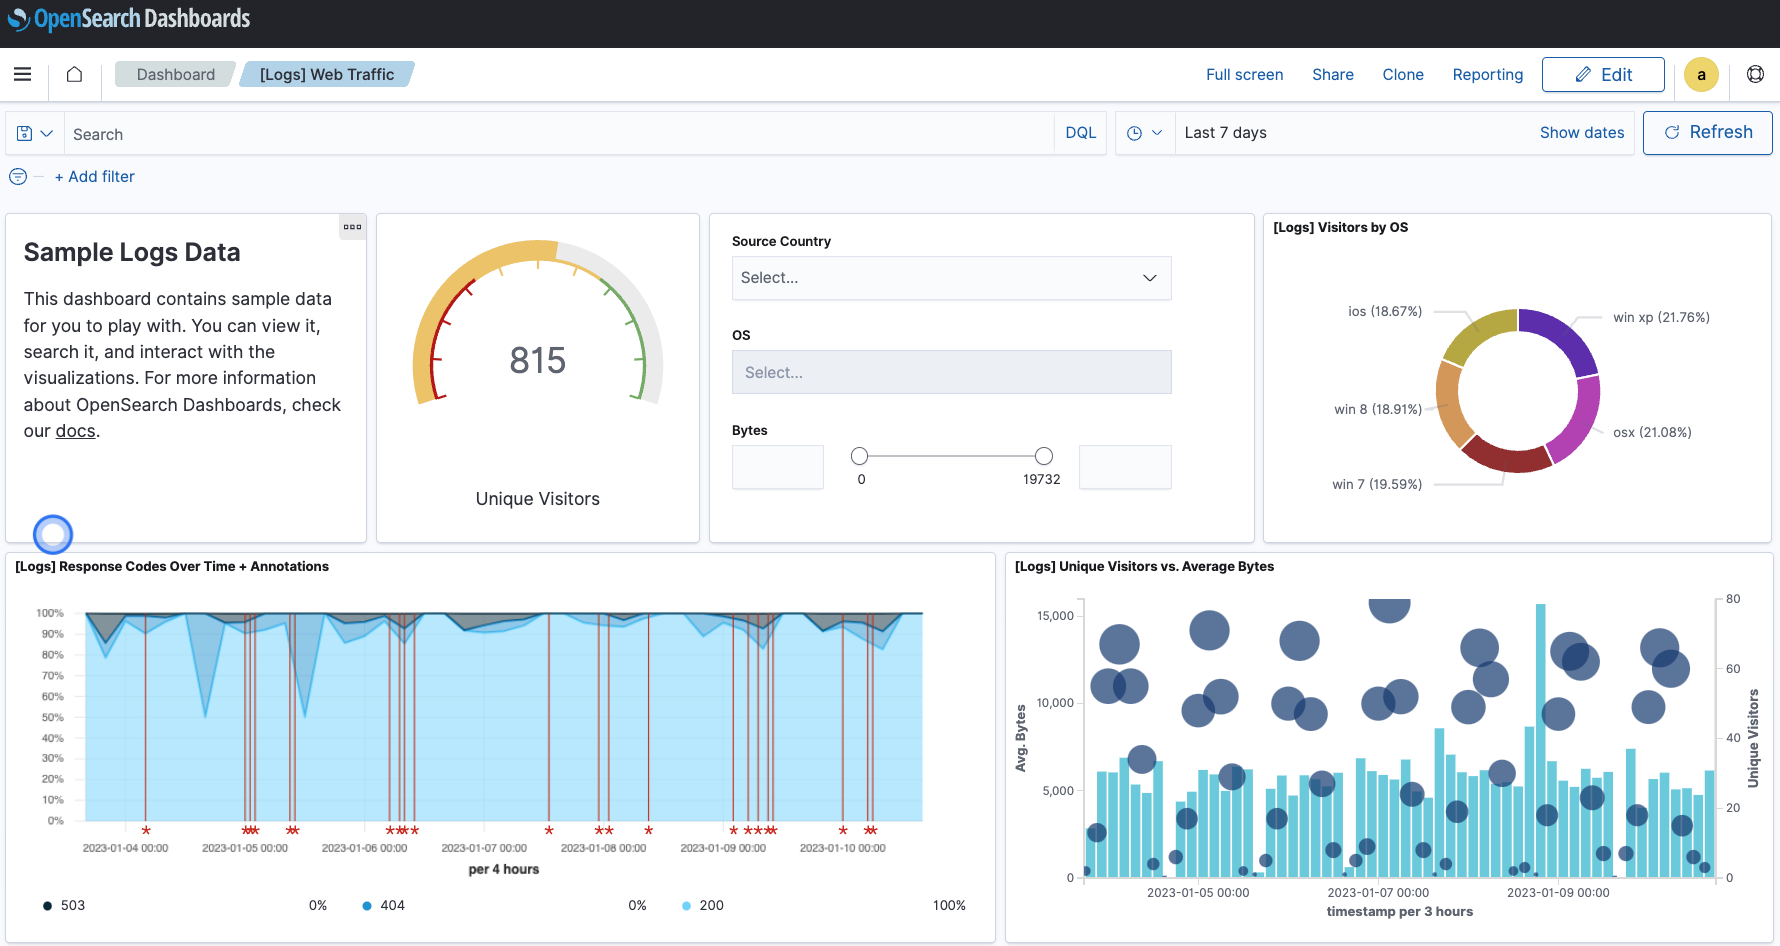 OpenSearch Dashboards
Dashboard
[Logs] Web Traffic
Full screen
Share
Clone
Reporting
Edit
a
Search
DQL
Last 7 days
Show dates
Refresh
+ Add filter
Sample Logs Data
This dashboard contains sample data
for you to play with. You can view it,
search it, and interact with the
visualizations. For more information
about OpenSearch Dashboards, check
our docs.
815
Unique Visitors
Source Country
Select...
OS
Select...
Bytes
0
19732
[Logs] Visitors by OS
ios (18.67%)
win xp (21.76%)
win 8 (18.91%)
osx (21.08%)
win 7 (19.59%)
[Logs] Response Codes Over Time + Annotations
100%
90%
80%
70%
60%
50%
40%
30%
20%
10%
0%
2023-01-04 00:00
2023-01-05 00:00
2023-01-06 00:00
2023-01-07 00:00
2023-01-08 00:00
2023-01-09 00:00
2023-01-10 00:00
per 4 hours
503
0%
404
0%
200
100%
[Logs] Unique Visitors vs. Average Bytes
Avg. Bytes
15,000
10,000
5,000
0
80
60
40
20
0
Unique Visitors
2023-01-05 00:00
2023-01-07 00:00
2023-01-09 00:00
timestamp per 3 hours